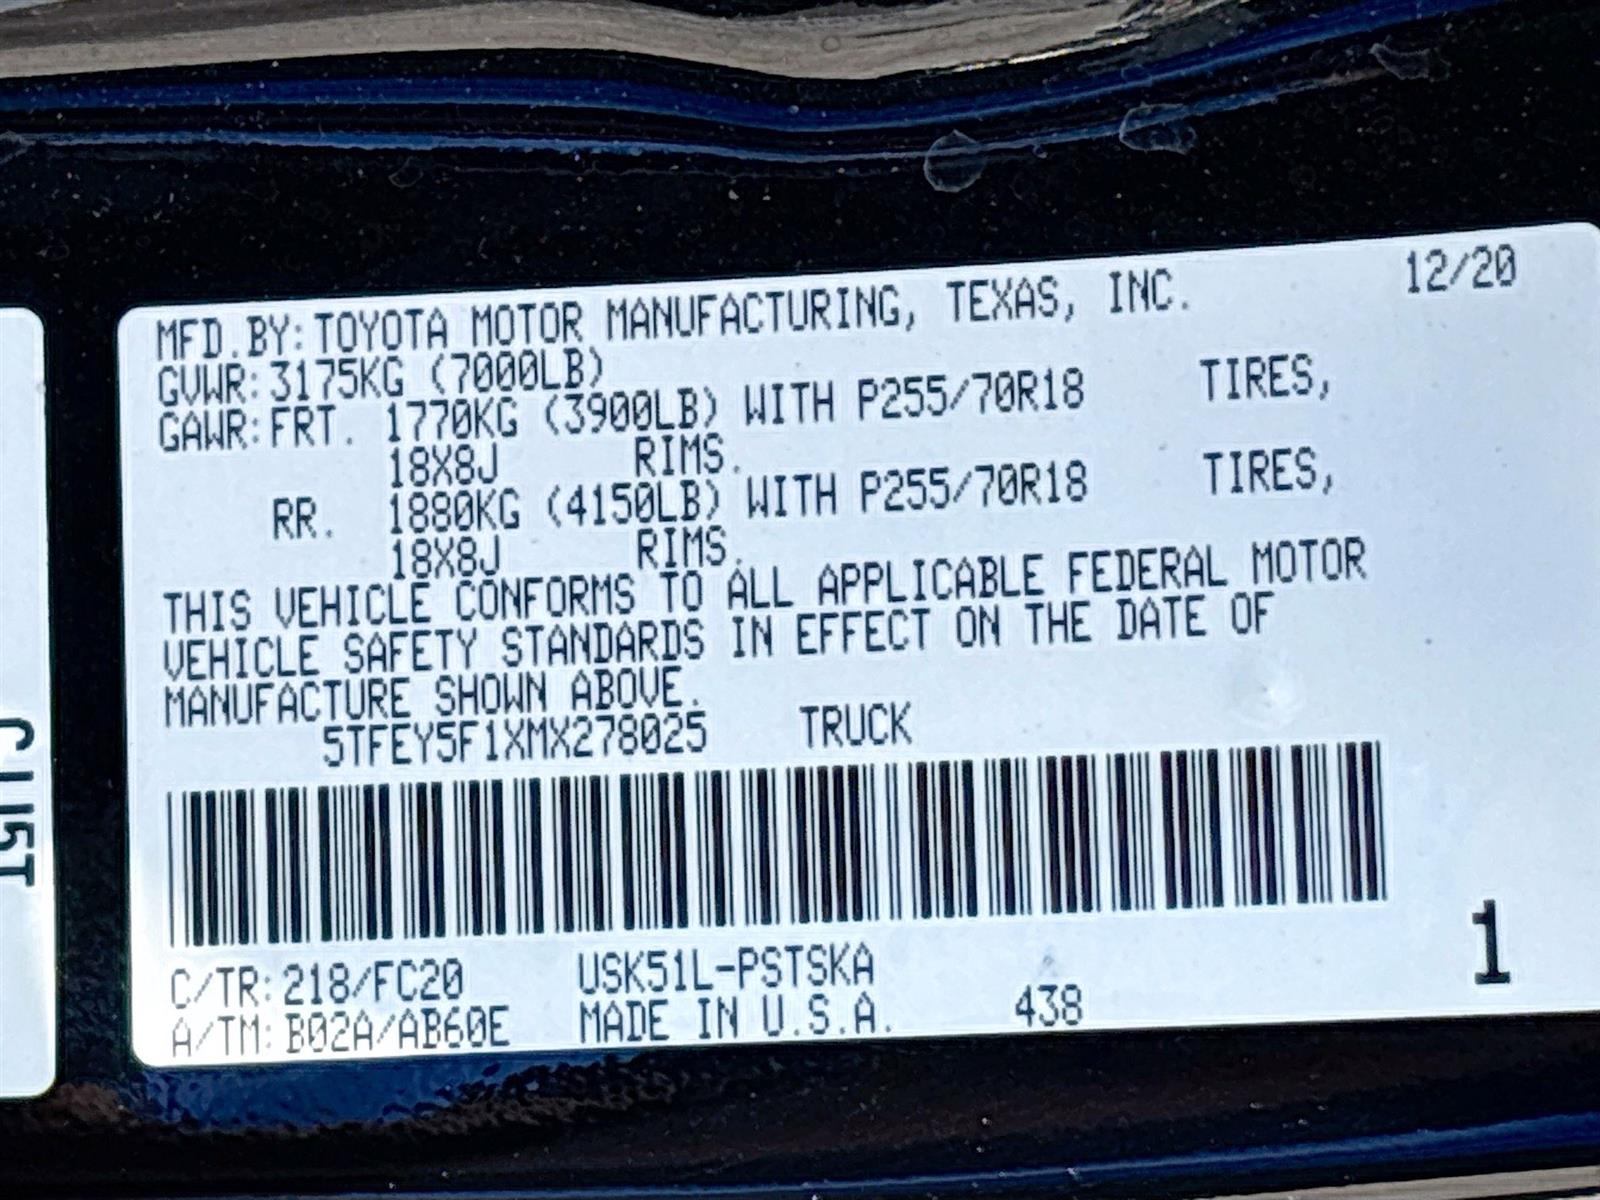 MFD.BY:TOYOTA MOTOR MANUFACTURING, TEXAS, INC. 12/20
GVWR:3175KG (7000LB)
GAWR:FRT. 1770KG (3900LB) WITH P255/70R18 TIRES,
18X8J RIMS.
RR. 1880KG (4150LB) WITH P255/70R18 TIRES,
18X8J RIMS.
THIS VEHICLE CONFORMS TO ALL APPLICABLE FEDERAL MOTOR
VEHICLE SAFETY STANDARDS IN EFFECT ON THE DATE OF
MANUFACTURE SHOWN ABOVE.
5TFEY5F1XMX278025 TRUCK
C/TR:218/FC20 USK51L-PSTSKA 1
A/TM:B02A/AB60E MADE IN U.S.A. 438